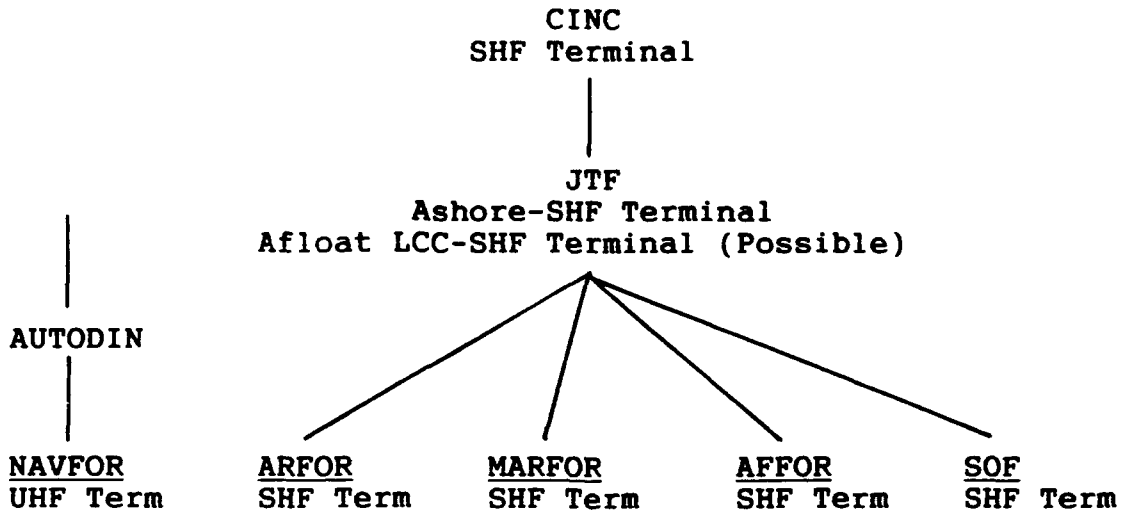 CINC
SHF Terminal
JTF
Ashore-SHF Terminal
Afloat LCC-SHF Terminal (Possible)
AUTODIN
NAVFOR ARFOR MARFOR AFFOR SOF
UHF Term SHF Term SHF Term SHF Term SHF Term